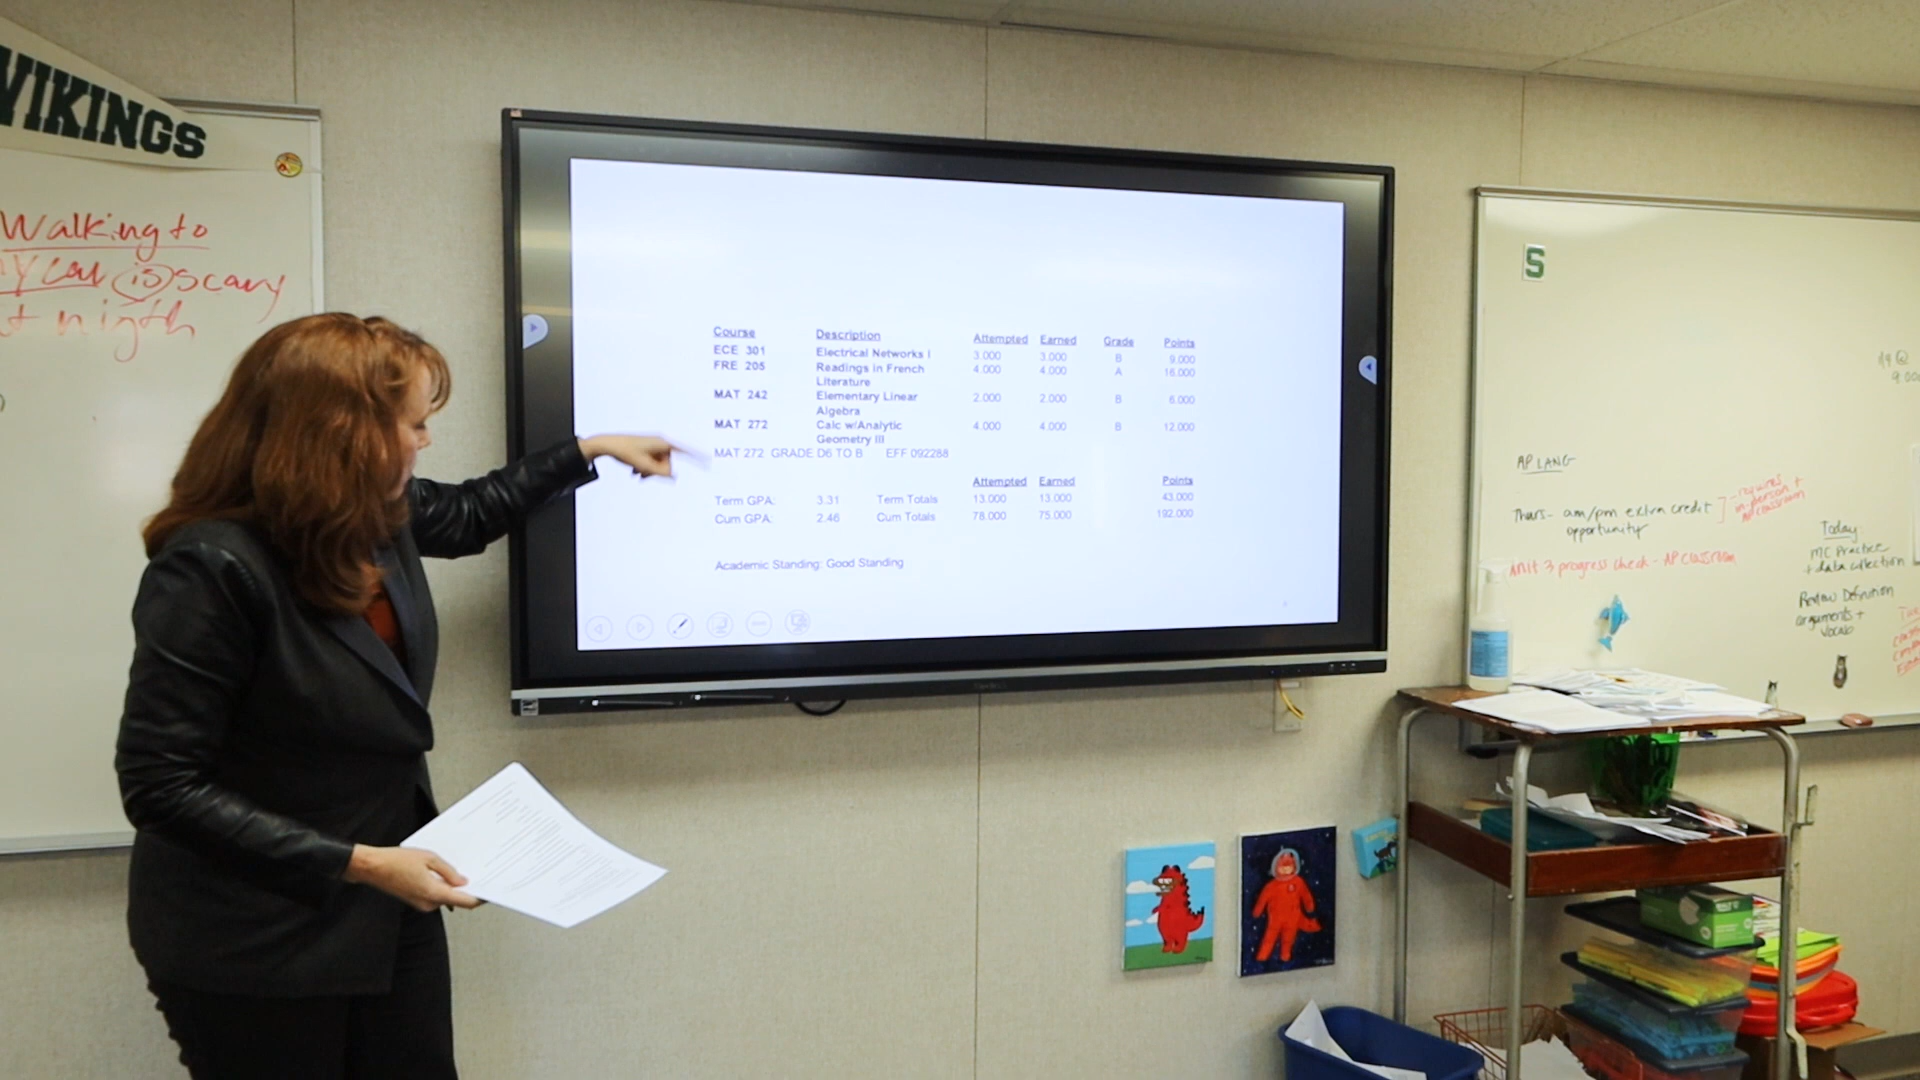 VIKINGS
Walking to
my car is scary
at nigth
Course Description Attempted Earned Grade Points
ECE 301 Electrical Networks I 3.000 3.000 B 9.000
FRE 205 Readings in French 4.000 4.000 A 16.000
Literature
MAT 242 Elementary Linear 2.000 2.000 B 6.000
Algebra
MAT 272 Calc w/Analytic 4.000 4.000 B 12.000
Geometry III
MAT 272 GRADE D6 TO B EFF 092288
Attempted Earned Points
Term GPA: 3.31 Term Totals 13.000 13.000 43.000
Cum GPA: 2.46 Cum Totals 78.000 75.000 192.000
Academic Standing: Good Standing
S
AP LANG
Thurs- am/pm extra credit
opportunity
-requires
in-person +
AP Classroom
Unit 3 progress check - AP Classroom
Today:
MC Practice
+ data collection
Review Definition
arguments +
vocab